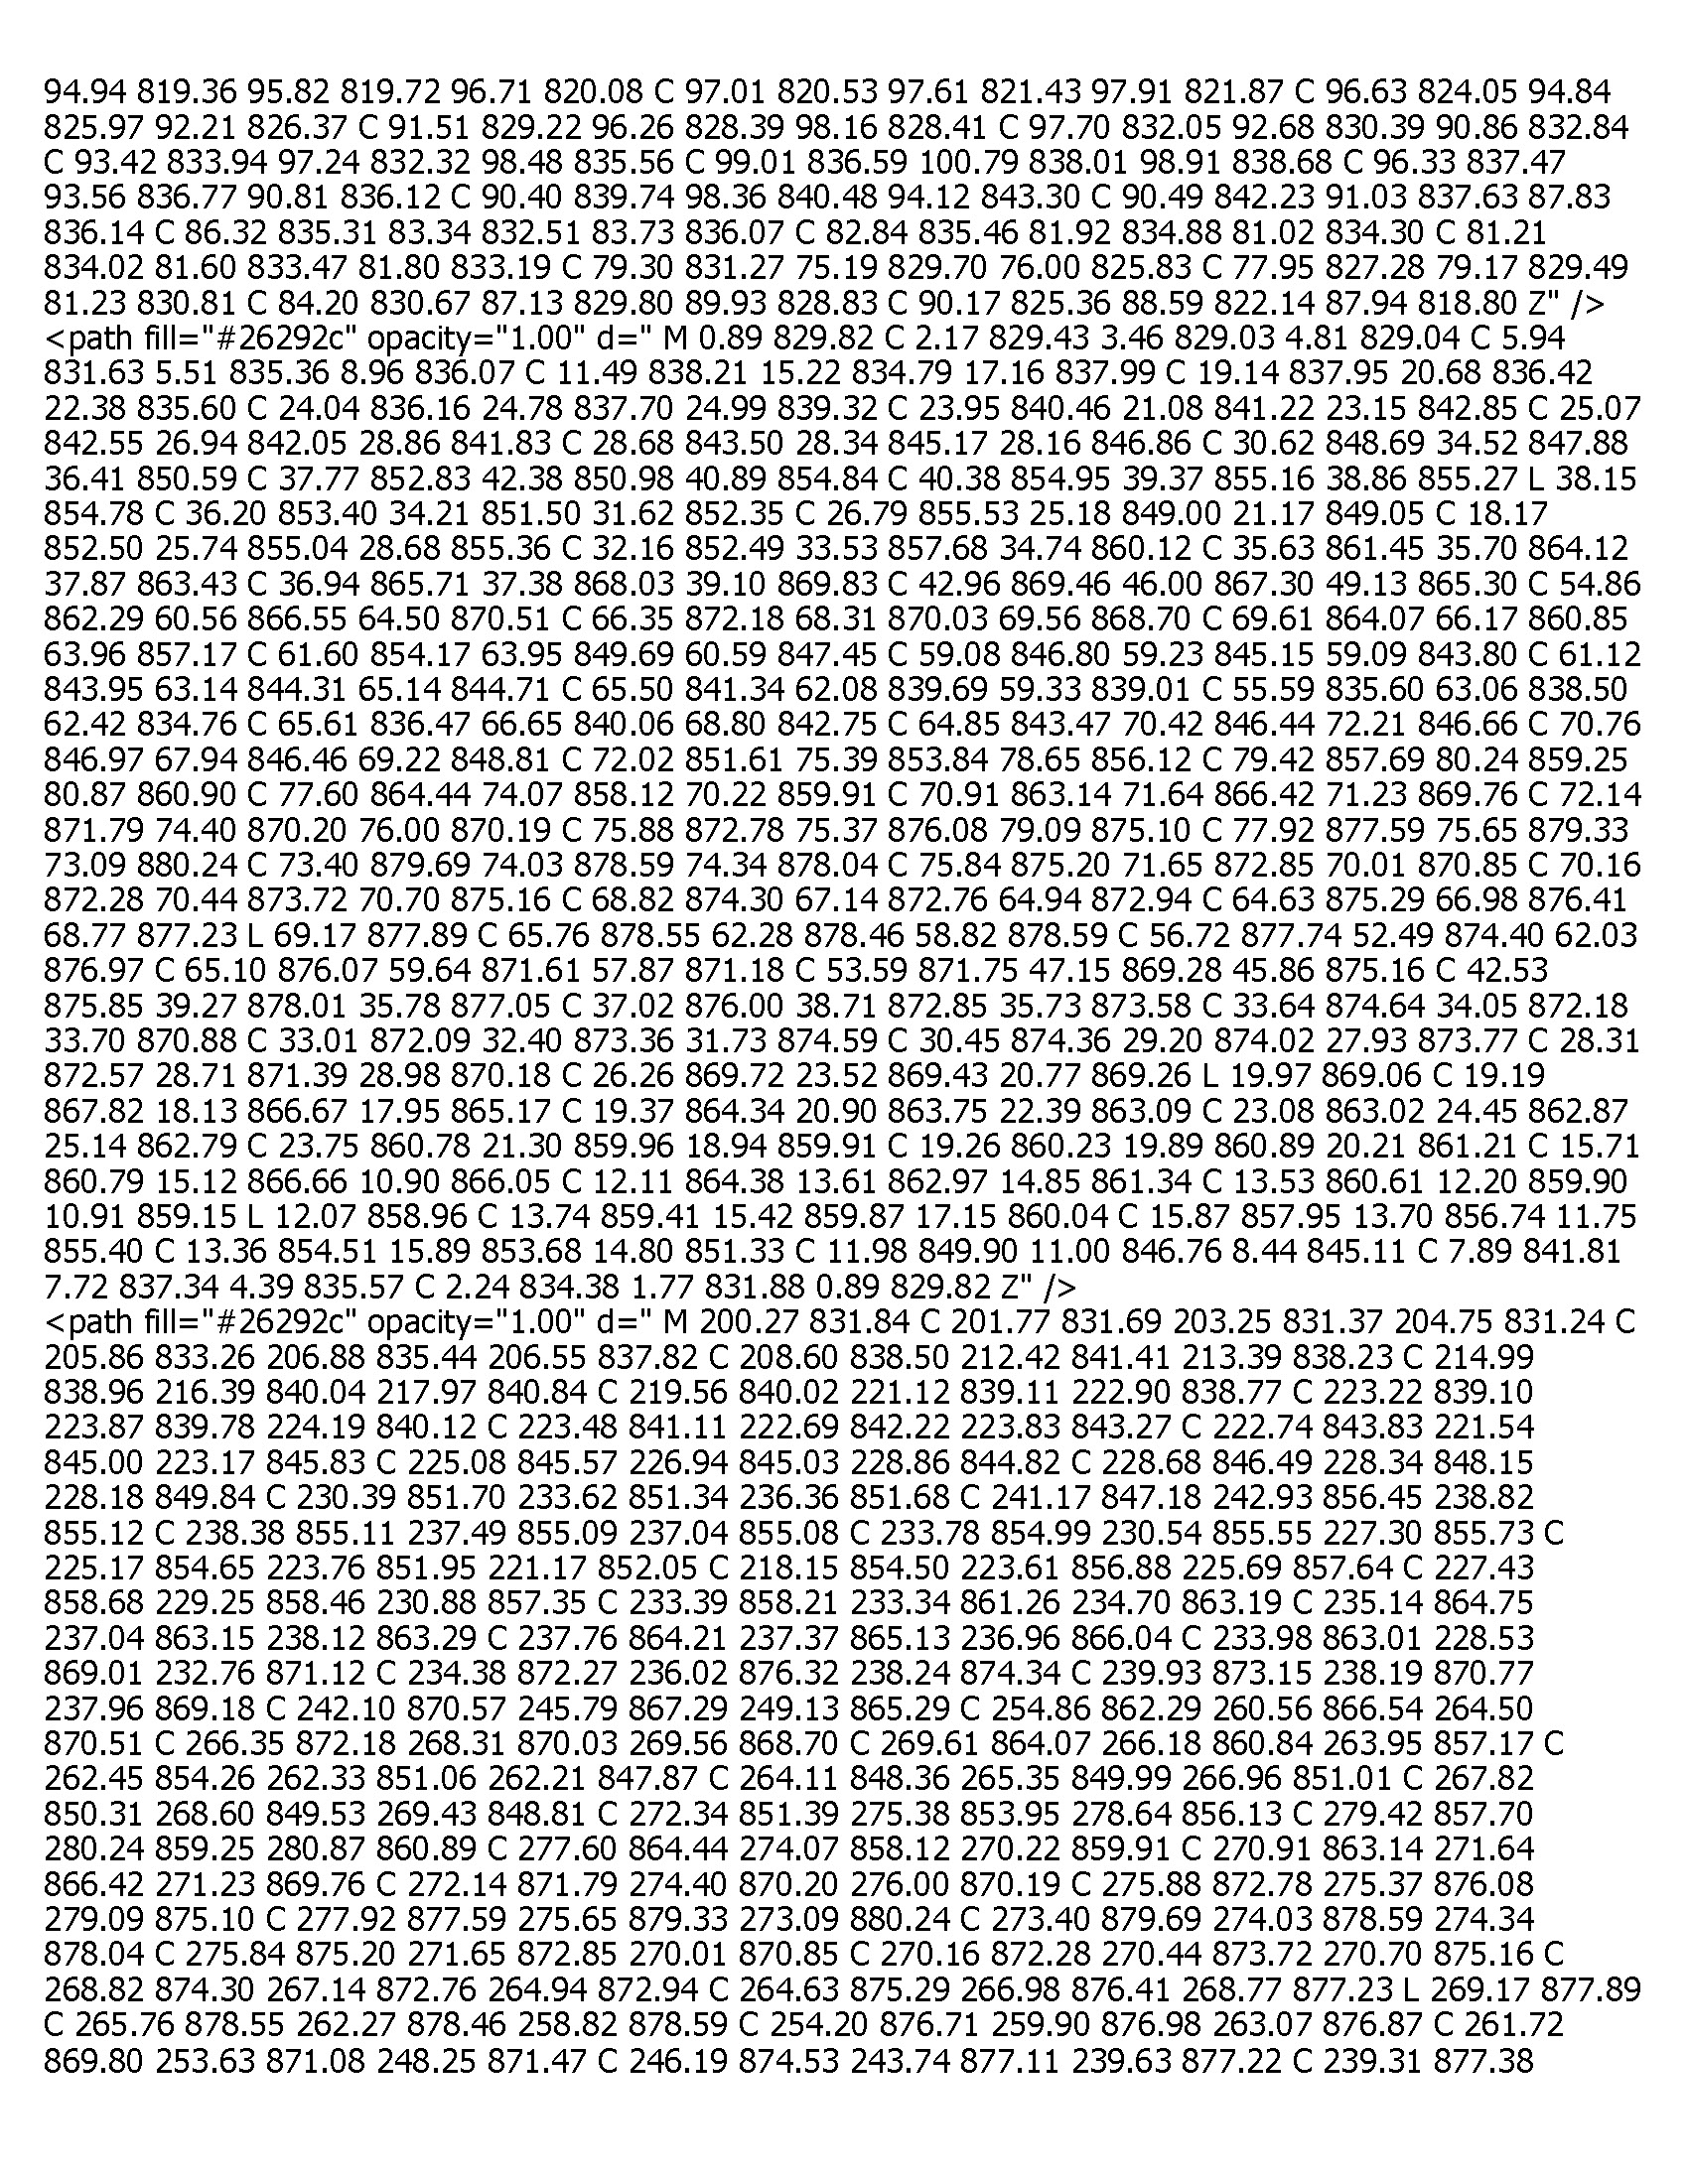 94.94 819.36 95.82 819.72 96.71 820.08 C 97.01 820.53 97.61 821.43 97.91 821.87 C 96.63 824.05 94.84
825.97 92.21 826.37 C 91.51 829.22 96.26 828.39 98.16 828.41 C 97.70 832.05 92.68 830.39 90.86 832.84
C 93.42 833.94 97.24 832.32 98.48 835.56 C 99.01 836.59 100.79 838.01 98.91 838.68 C 96.33 837.47
93.56 836.77 90.81 836.12 C 90.40 839.74 98.36 840.48 94.12 843.30 C 90.49 842.23 91.03 837.63 87.83
836.14 C 86.32 835.31 83.34 832.51 83.73 836.07 C 82.84 835.46 81.92 834.88 81.02 834.30 C 81.21
834.02 81.60 833.47 81.80 833.19 C 79.30 831.27 75.19 829.70 76.00 825.83 C 77.95 827.28 79.17 829.49
81.23 830.81 C 84.20 830.67 87.13 829.80 89.93 828.83 C 90.17 825.36 88.59 822.14 87.94 818.80 Z" />
<path fill="#26292c" opacity="1.00" d=" M 0.89 829.82 C 2.17 829.43 3.46 829.03 4.81 829.04 C 5.94
831.63 5.51 835.36 8.96 836.07 C 11.49 838.21 15.22 834.79 17.16 837.99 C 19.14 837.95 20.68 836.42
22.38 835.60 C 24.04 836.16 24.78 837.70 24.99 839.32 C 23.95 840.46 21.08 841.22 23.15 842.85 C 25.07
842.55 26.94 842.05 28.86 841.83 C 28.68 843.50 28.34 845.17 28.16 846.86 C 30.62 848.69 34.52 847.88
36.41 850.59 C 37.77 852.83 42.38 850.98 40.89 854.84 C 40.38 854.95 39.37 855.16 38.86 855.27 L 38.15
854.78 C 36.20 853.40 34.21 851.50 31.62 852.35 C 26.79 855.53 25.18 849.00 21.17 849.05 C 18.17
852.50 25.74 855.04 28.68 855.36 C 32.16 852.49 33.53 857.68 34.74 860.12 C 35.63 861.45 35.70 864.12
37.87 863.43 C 36.94 865.71 37.38 868.03 39.10 869.83 C 42.96 869.46 46.00 867.30 49.13 865.30 C 54.86
862.29 60.56 866.55 64.50 870.51 C 66.35 872.18 68.31 870.03 69.56 868.70 C 69.61 864.07 66.17 860.85
63.96 857.17 C 61.60 854.17 63.95 849.69 60.59 847.45 C 59.08 846.80 59.23 845.15 59.09 843.80 C 61.12
843.95 63.14 844.31 65.14 844.71 C 65.50 841.34 62.08 839.69 59.33 839.01 C 55.59 835.60 63.06 838.50
62.42 834.76 C 65.61 836.47 66.65 840.06 68.80 842.75 C 64.85 843.47 70.42 846.44 72.21 846.66 C 70.76
846.97 67.94 846.46 69.22 848.81 C 72.02 851.61 75.39 853.84 78.65 856.12 C 79.42 857.69 80.24 859.25
80.87 860.90 C 77.60 864.44 74.07 858.12 70.22 859.91 C 70.91 863.14 71.64 866.42 71.23 869.76 C 72.14
871.79 74.40 870.20 76.00 870.19 C 75.88 872.78 75.37 876.08 79.09 875.10 C 77.92 877.59 75.65 879.33
73.09 880.24 C 73.40 879.69 74.03 878.59 74.34 878.04 C 75.84 875.20 71.65 872.85 70.01 870.85 C 70.16
872.28 70.44 873.72 70.70 875.16 C 68.82 874.30 67.14 872.76 64.94 872.94 C 64.63 875.29 66.98 876.41
68.77 877.23 L 69.17 877.89 C 65.76 878.55 62.28 878.46 58.82 878.59 C 56.72 877.74 52.49 874.40 62.03
876.97 C 65.10 876.07 59.64 871.61 57.87 871.18 C 53.59 871.75 47.15 869.28 45.86 875.16 C 42.53
875.85 39.27 878.01 35.78 877.05 C 37.02 876.00 38.71 872.85 35.73 873.58 C 33.64 874.64 34.05 872.18
33.70 870.88 C 33.01 872.09 32.40 873.36 31.73 874.59 C 30.45 874.36 29.20 874.02 27.93 873.77 C 28.31
872.57 28.71 871.39 28.98 870.18 C 26.26 869.72 23.52 869.43 20.77 869.26 L 19.97 869.06 C 19.19
867.82 18.13 866.67 17.95 865.17 C 19.37 864.34 20.90 863.75 22.39 863.09 C 23.08 863.02 24.45 862.87
25.14 862.79 C 23.75 860.78 21.30 859.96 18.94 859.91 C 19.26 860.23 19.89 860.89 20.21 861.21 C 15.71
860.79 15.12 866.66 10.90 866.05 C 12.11 864.38 13.61 862.97 14.85 861.34 C 13.53 860.61 12.20 859.90
10.91 859.15 L 12.07 858.96 C 13.74 859.41 15.42 859.87 17.15 860.04 C 15.87 857.95 13.70 856.74 11.75
855.40 C 13.36 854.51 15.89 853.68 14.80 851.33 C 11.98 849.90 11.00 846.76 8.44 845.11 C 7.89 841.81
7.72 837.34 4.39 835.57 C 2.24 834.38 1.77 831.88 0.89 829.82 Z" />
<path fill="#26292c" opacity="1.00" d=" M 200.27 831.84 C 201.77 831.69 203.25 831.37 204.75 831.24 C
205.86 833.26 206.88 835.44 206.55 837.82 C 208.60 838.50 212.42 841.41 213.39 838.23 C 214.99
838.96 216.39 840.04 217.97 840.84 C 219.56 840.02 221.12 839.11 222.90 838.77 C 223.22 839.10
223.87 839.78 224.19 840.12 C 223.48 841.11 222.69 842.22 223.83 843.27 C 222.74 843.83 221.54
845.00 223.17 845.83 C 225.08 845.57 226.94 845.03 228.86 844.82 C 228.68 846.49 228.34 848.15
228.18 849.84 C 230.39 851.70 233.62 851.34 236.36 851.68 C 241.17 847.18 242.93 856.45 238.82
855.12 C 238.38 855.11 237.49 855.09 237.04 855.08 C 233.78 854.99 230.54 855.55 227.30 855.73 C
225.17 854.65 223.76 851.95 221.17 852.05 C 218.15 854.50 223.61 856.88 225.69 857.64 C 227.43
858.68 229.25 858.46 230.88 857.35 C 233.39 858.21 233.34 861.26 234.70 863.19 C 235.14 864.75
237.04 863.15 238.12 863.29 C 237.76 864.21 237.37 865.13 236.96 866.04 C 233.98 863.01 228.53
869.01 232.76 871.12 C 234.38 872.27 236.02 876.32 238.24 874.34 C 239.93 873.15 238.19 870.77
237.96 869.18 C 242.10 870.57 245.79 867.29 249.13 865.29 C 254.86 862.29 260.56 866.54 264.50
870.51 C 266.35 872.18 268.31 870.03 269.56 868.70 C 269.61 864.07 266.18 860.84 263.95 857.17 C
262.45 854.26 262.33 851.06 262.21 847.87 C 264.11 848.36 265.35 849.99 266.96 851.01 C 267.82
850.31 268.60 849.53 269.43 848.81 C 272.34 851.39 275.38 853.95 278.64 856.13 C 279.42 857.70
280.24 859.25 280.87 860.89 C 277.60 864.44 274.07 858.12 270.22 859.91 C 270.91 863.14 271.64
866.42 271.23 869.76 C 272.14 871.79 274.40 870.20 276.00 870.19 C 275.88 872.78 275.37 876.08
279.09 875.10 C 277.92 877.59 275.65 879.33 273.09 880.24 C 273.40 879.69 274.03 878.59 274.34
878.04 C 275.84 875.20 271.65 872.85 270.01 870.85 C 270.16 872.28 270.44 873.72 270.70 875.16 C
268.82 874.30 267.14 872.76 264.94 872.94 C 264.63 875.29 266.98 876.41 268.77 877.23 L 269.17 877.89
C 265.76 878.55 262.27 878.46 258.82 878.59 C 254.20 876.71 259.90 876.98 263.07 876.87 C 261.72
869.80 253.63 871.08 248.25 871.47 C 246.19 874.53 243.74 877.11 239.63 877.22 C 239.31 877.38